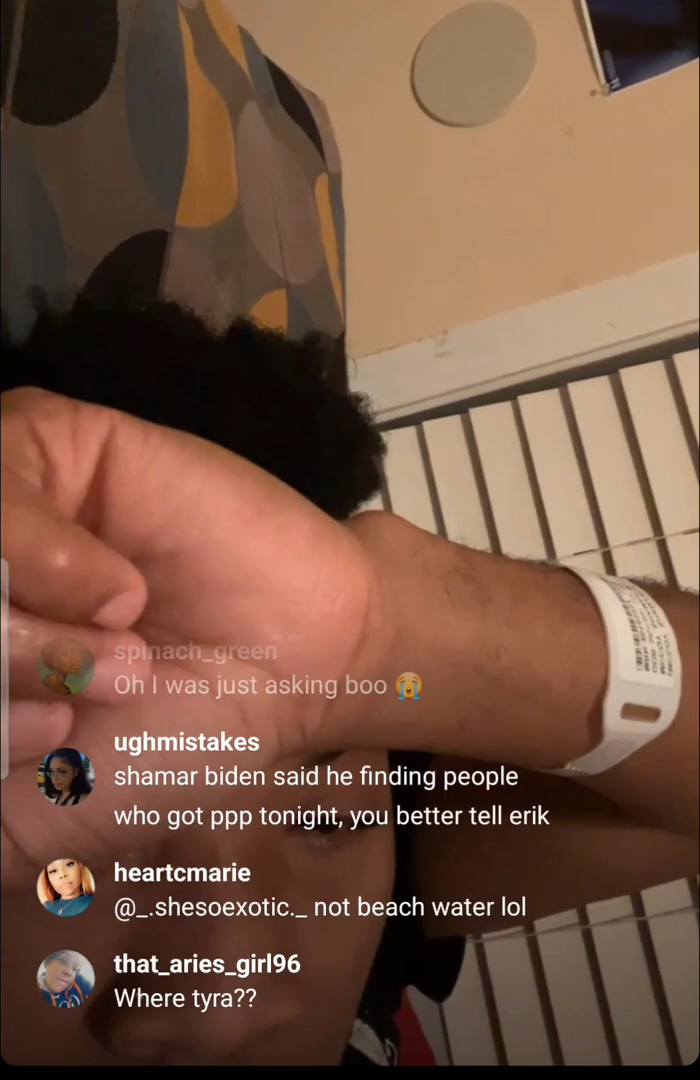 spinach_green
Oh I was just asking boo 😭
ughmistakes
shamar biden said he finding people
who got ppp tonight, you better tell erik
heartcmarie
@_.shesoexotic._ not beach water lol
that_aries_girl96
Where tyra??